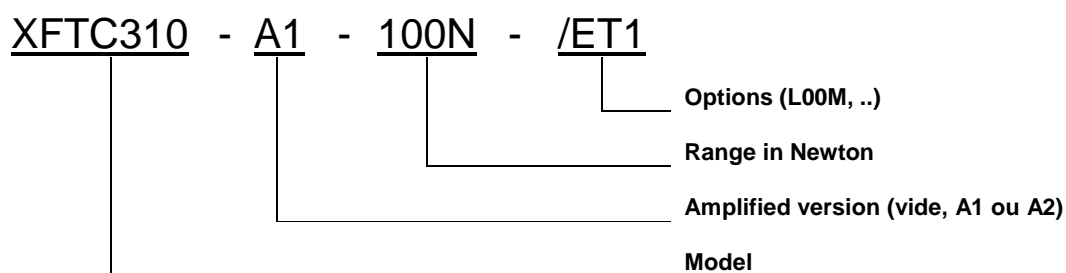 XFTC310 - A1 - 100N - /ET1
Options (L00M, ..)
Range in Newton
Amplified version (vide, A1 ou A2)
Model